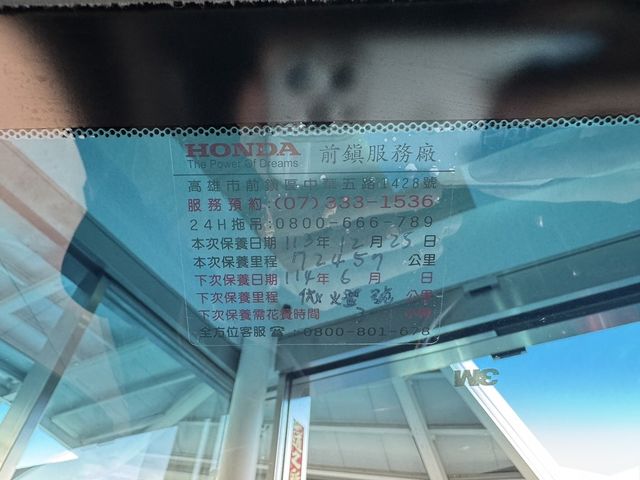 HONDA 前鎮服務廠
The Power of Dreams
高雄市前鎮區中華五路1428號
服務預約:(07)333-1536
24H拖吊:0800-666-789
本次保養日期 113年12月25日
本次保養里程 72457 公里
下次保養日期 114年6月 日
下次保養里程 公里
下次保養需花費時間 小時
全方位客服☎:0800-801-678
3M